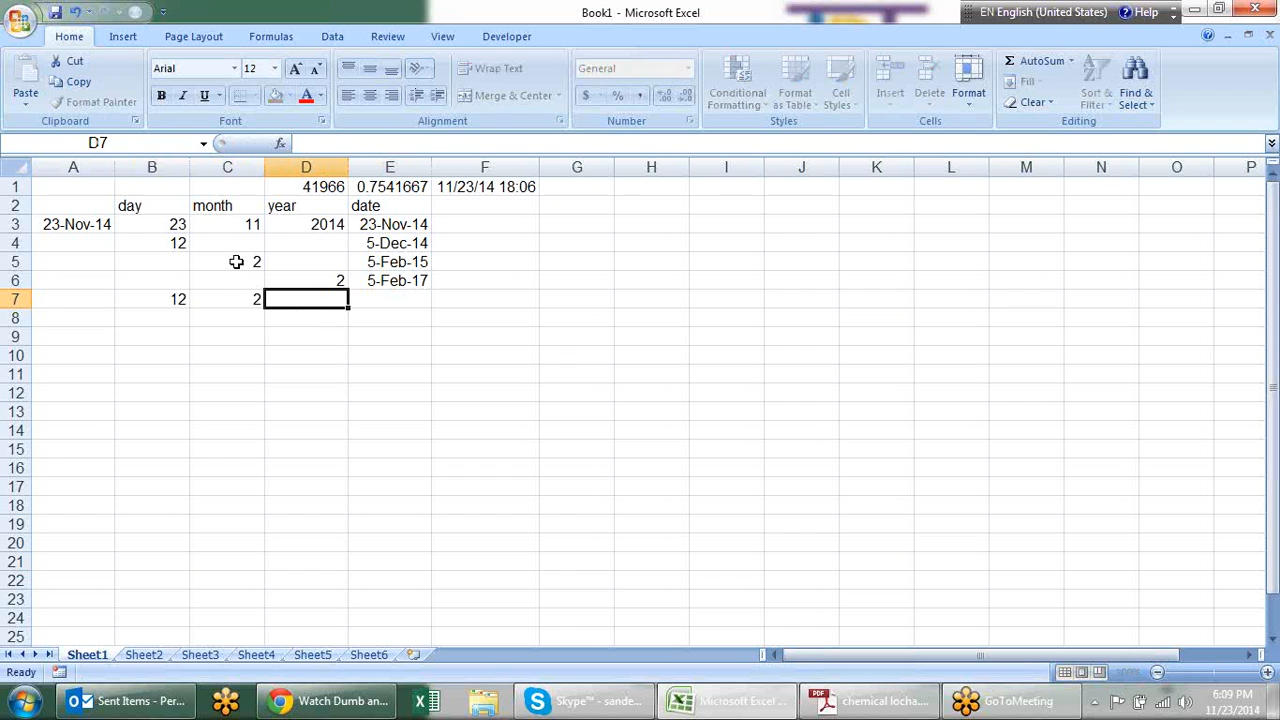 Book1 - Microsoft Excel
EN English (United States)
Help
Home Insert Page Layout Formulas Data Review View Developer
Paste
Cut
Copy
Format Painter
Clipboard
Arial 12
B I U
Font
Wrap Text
Merge & Center
Alignment
General
$ % ,
Number
Conditional Formatting
Format as Table
Cell Styles
Styles
Insert Delete Format
Cells
Σ AutoSum
Fill
Clear
Sort & Filter
Find & Select
Editing
D7 fx
A B C D E F G H I J K L M N O P
1 41966 0.7541667 11/23/14 18:06
2 day month year date
3 23-Nov-14 23 11 2014 23-Nov-14
4 12 5-Dec-14
5 2 5-Feb-15
6 2 5-Feb-17
7 12 2
8
9
10
11
12
13
14
15
16
17
18
19
20
21
22
23
24
25
Sheet1 Sheet2 Sheet3 Sheet4 Sheet5 Sheet6
Ready
Sent Items - Per...
Watch Dumb an...
Skype™ - sande...
Microsoft Excel ...
chemical locha...
GoToMeeting
6:09 PM
11/23/2014